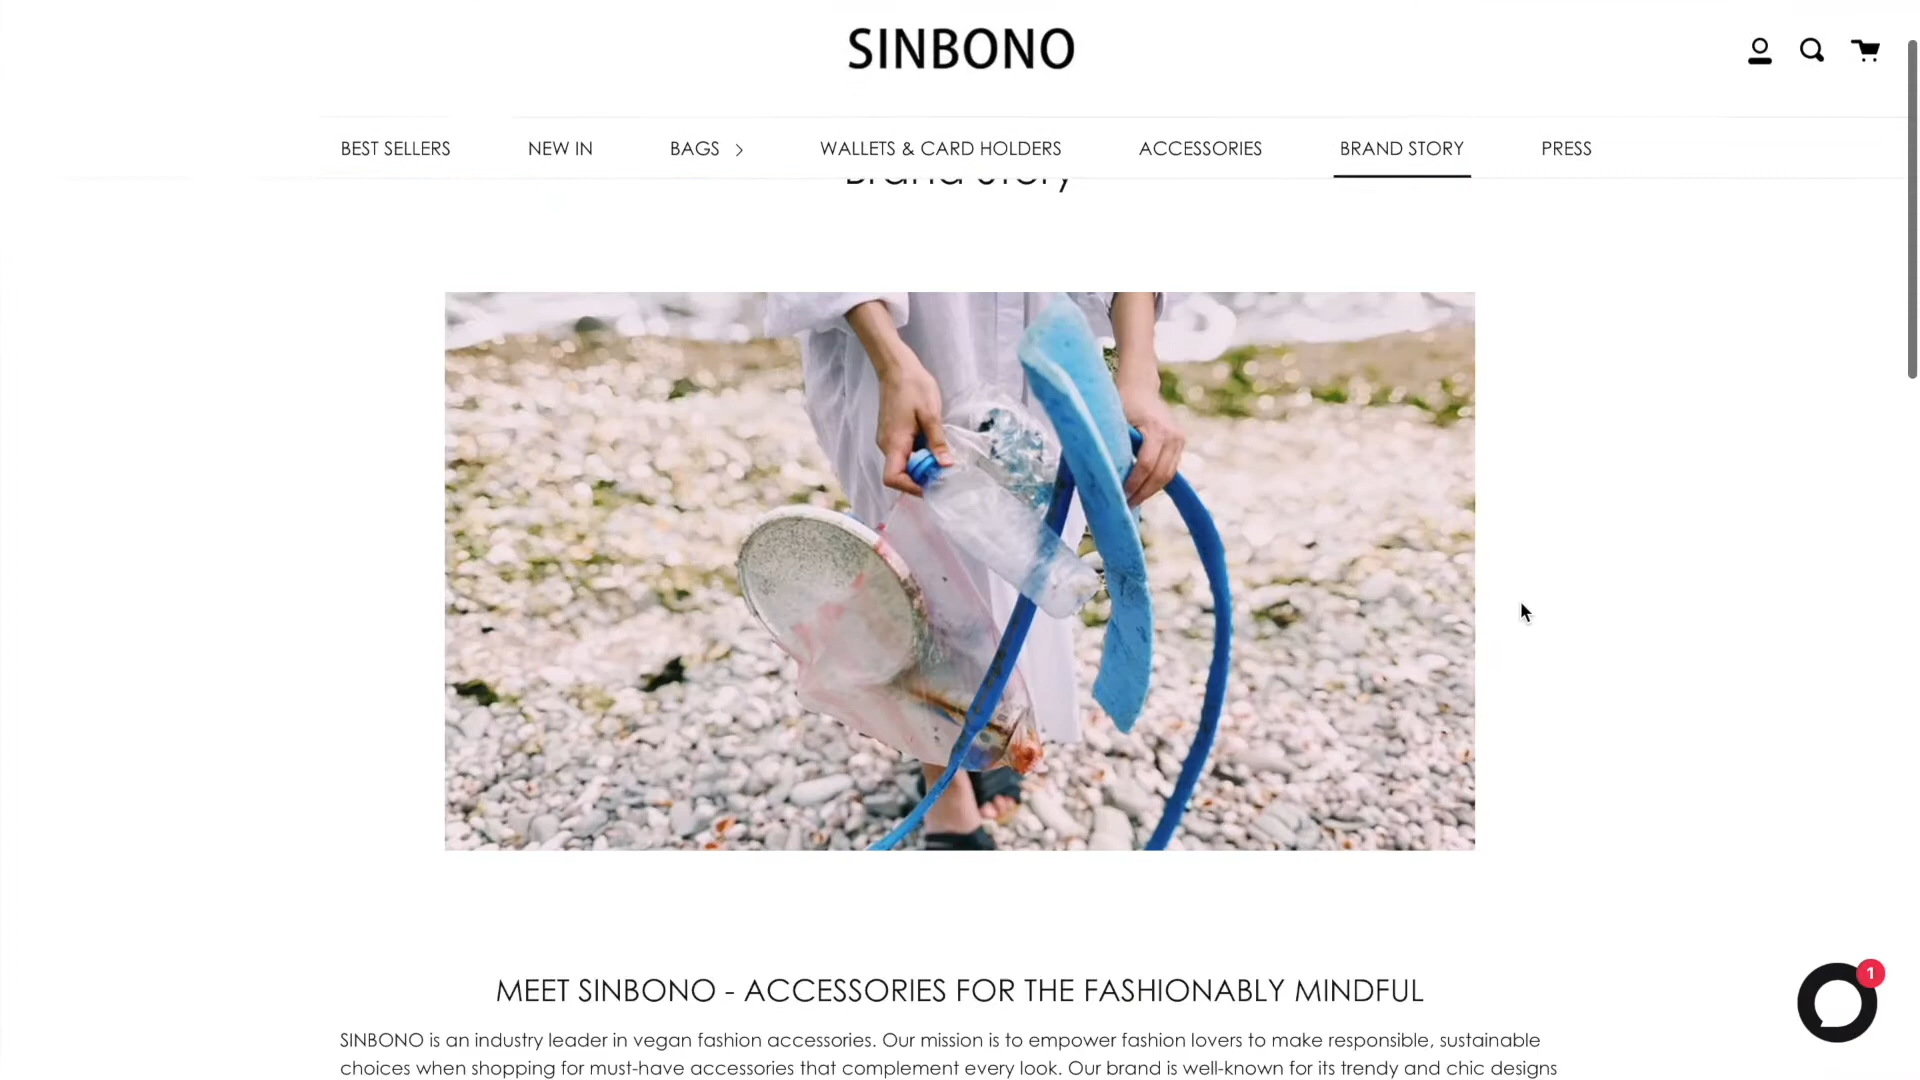 SINBONO
BEST SELLERS NEW IN BAGS WALLETS & CARD HOLDERS ACCESSORIES BRAND STORY PRESS
Brand Story
MEET SINBONO - ACCESSORIES FOR THE FASHIONABLY MINDFUL
SINBONO is an industry leader in vegan fashion accessories. Our mission is to empower fashion lovers to make responsible, sustainable
choices when shopping for must-have accessories that complement every look. Our brand is well-known for its trendy and chic designs
1